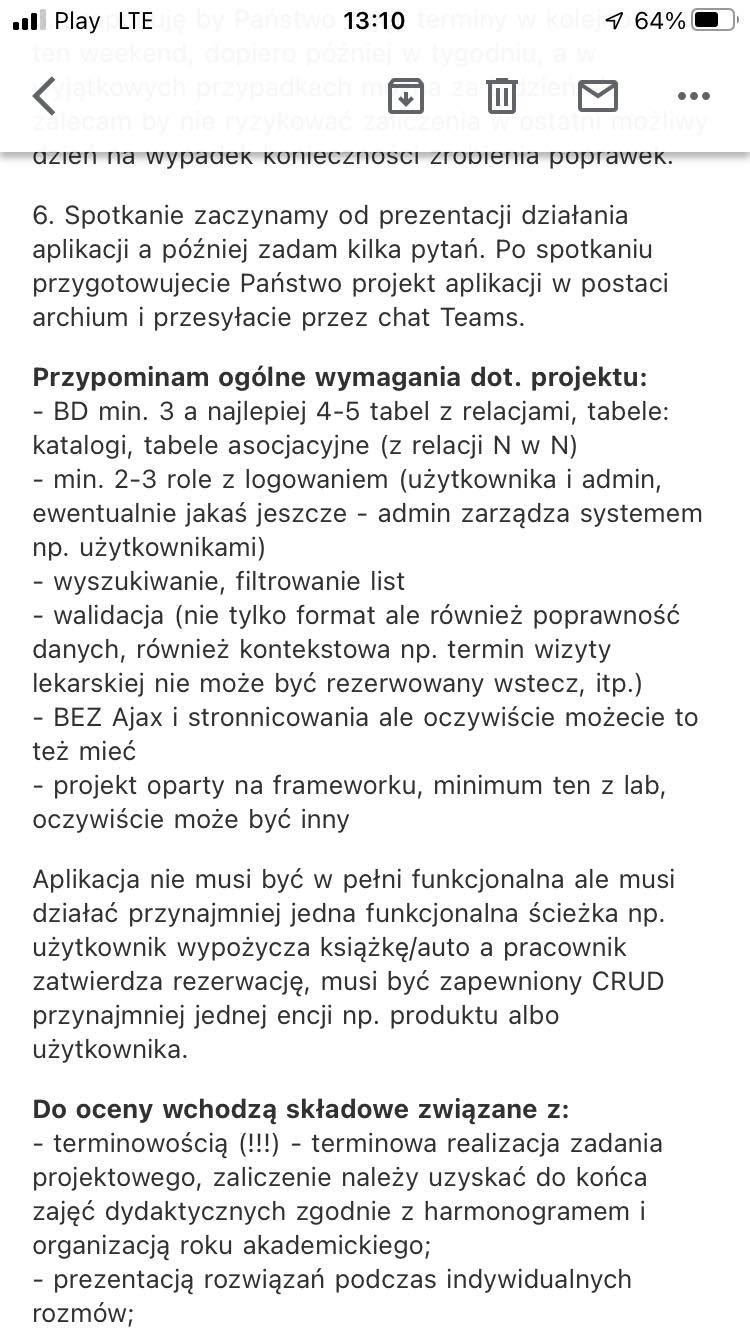 Play LTE 13:10 64%
uję by Państwo terminy w kolej
ten weekend, dopiero później w tygodniu, a w
yjątkowych przypadkach
zalecam by nie ryzykować zaliczenia w ostatni możliwy
dzień na wypadek konieczności zrobienia poprawek.
6. Spotkanie zaczynamy od prezentacji działania
aplikacji a później zadam kilka pytań. Po spotkaniu
przygotowujecie Państwo projekt aplikacji w postaci
archium i przesyłacie przez chat Teams.
Przypominam ogólne wymagania dot. projektu:
- BD min. 3 a najlepiej 4-5 tabel z relacjami, tabele:
katalogi, tabele asocjacyjne (z relacji N w N)
- min. 2-3 role z logowaniem (użytkownika i admin,
ewentualnie jakaś jeszcze - admin zarządza systemem
np. użytkownikami)
- wyszukiwanie, filtrowanie list
- walidacja (nie tylko format ale również poprawność
danych, również kontekstowa np. termin wizyty
lekarskiej nie może być rezerwowany wstecz, itp.)
- BEZ Ajax i stronnicowania ale oczywiście możecie to
też mieć
- projekt oparty na frameworku, minimum ten z lab,
oczywiście może być inny
Aplikacja nie musi być w pełni funkcjonalna ale musi
działać przynajmniej jedna funkcjonalna ścieżka np.
użytkownik wypożycza książkę/auto a pracownik
zatwierdza rezerwację, musi być zapewniony CRUD
przynajmniej jednej encji np. produktu albo
użytkownika.
Do oceny wchodzą składowe związane z:
- terminowością (!!!) - terminowa realizacja zadania
projektowego, zaliczenie należy uzyskać do końca
zajęć dydaktycznych zgodnie z harmonogramem i
organizacją roku akademickiego;
- prezentacją rozwiązań podczas indywidualnych
rozmów;